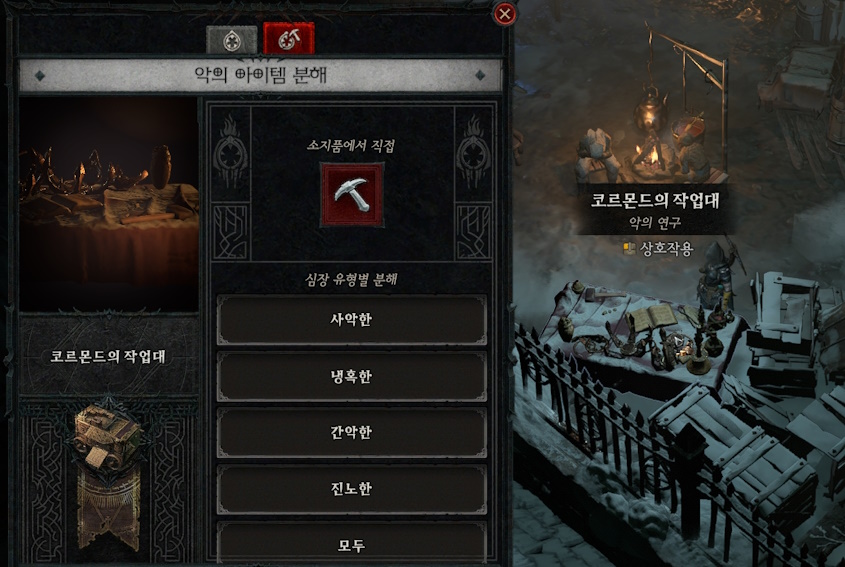 악의 아이템 분해
소지품에서 직접
심장 유형별 분해
사악한
냉혹한
간악한
진노한
모두
코르몬드의 작업대
코르몬드의 작업대
악의 연구
상호작용